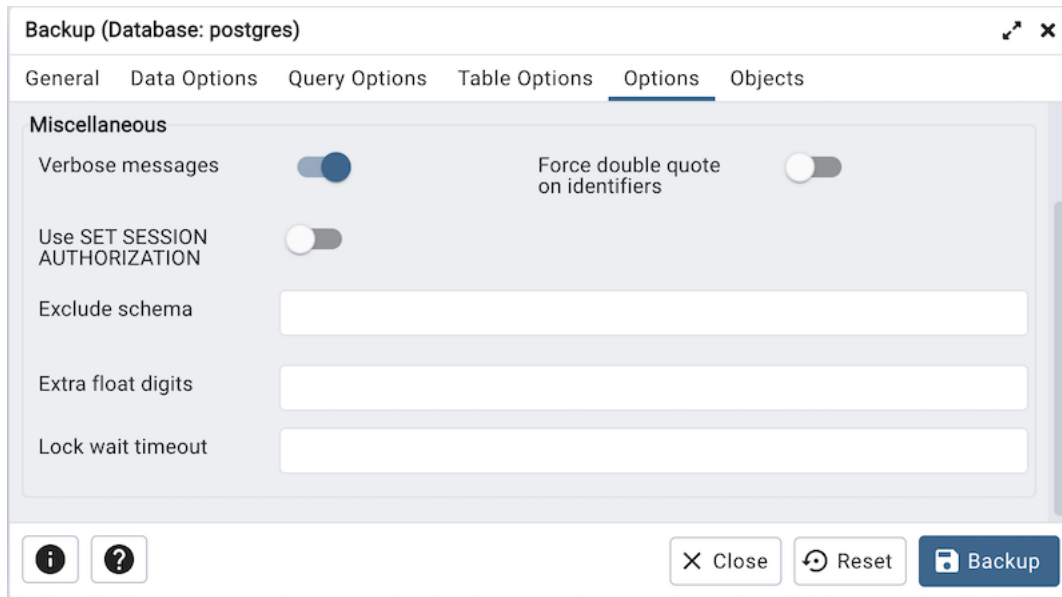 Backup (Database: postgres)
General Data Options Query Options Table Options Options Objects
Miscellaneous
Verbose messages
Force double quote
on identifiers
Use SET SESSION
AUTHORIZATION
Exclude schema
Extra float digits
Lock wait timeout
Close Reset Backup